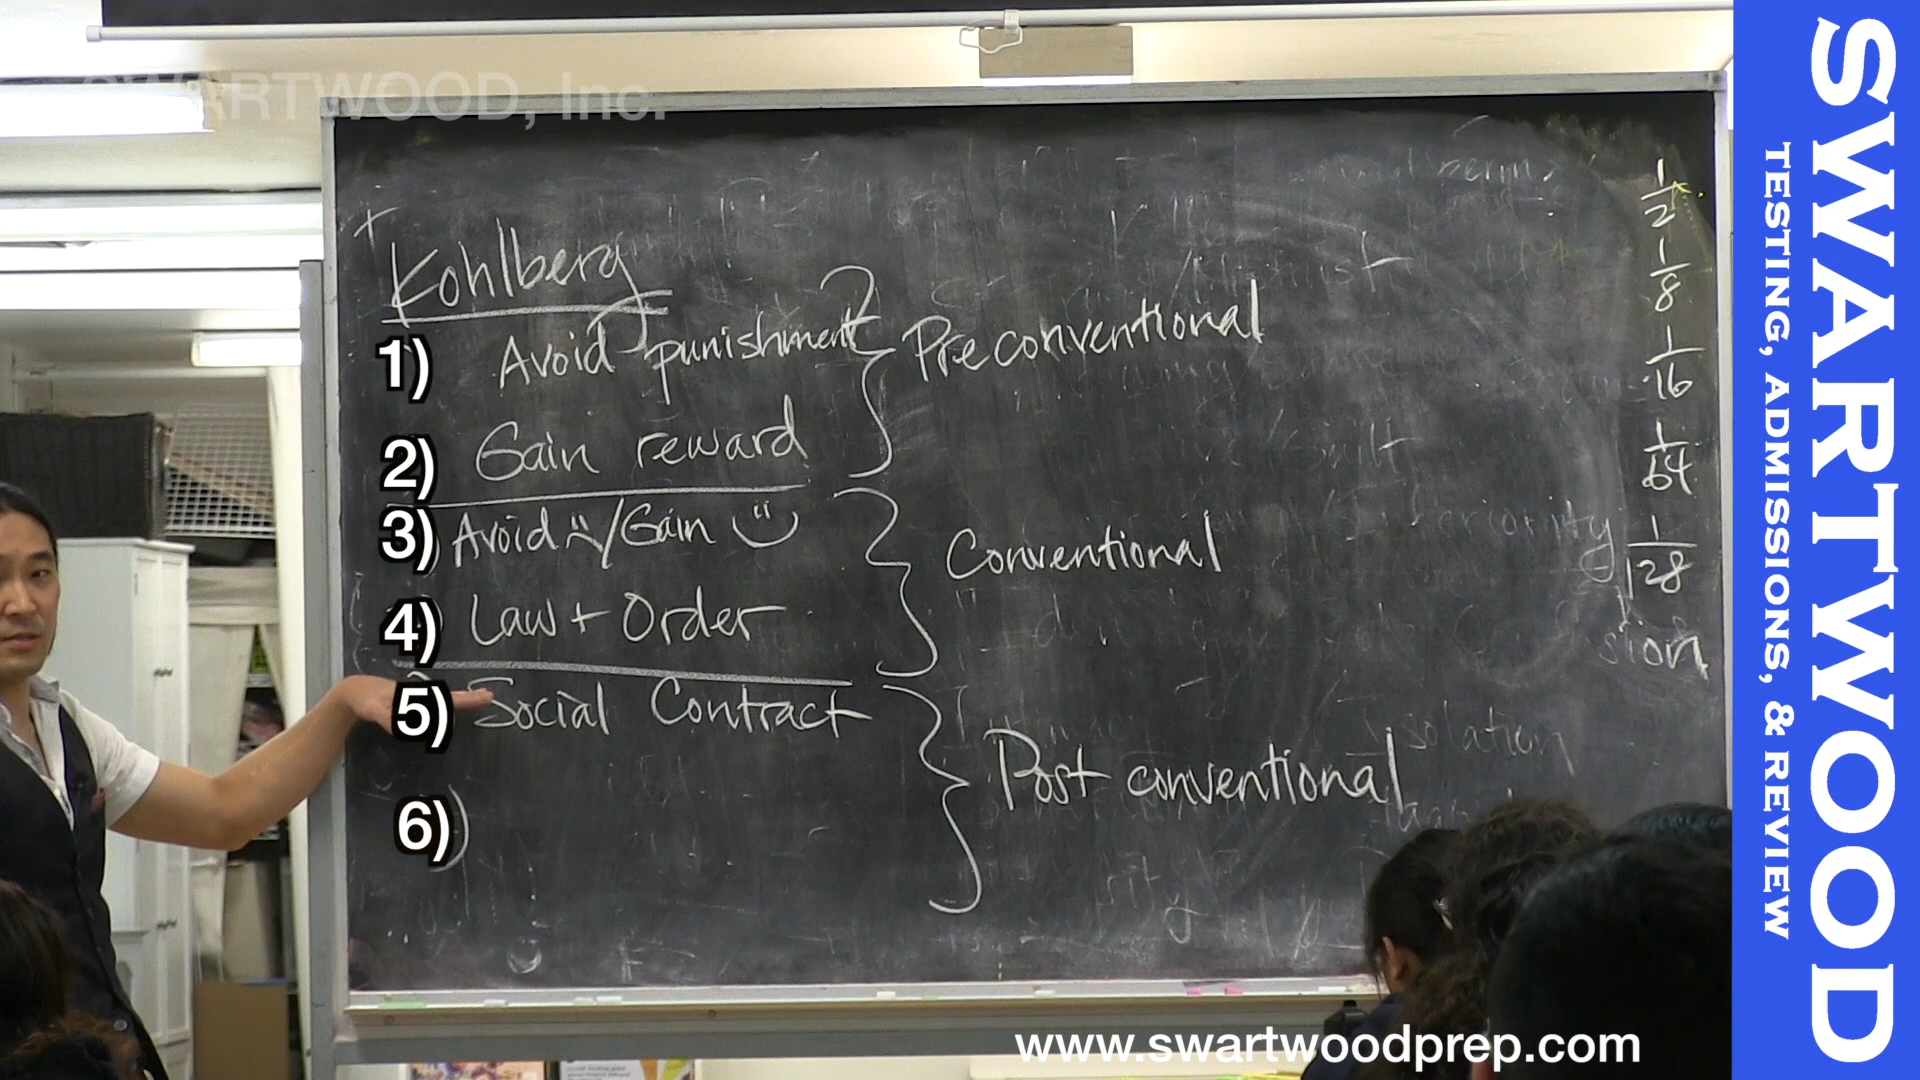 SWARTWOOD, Inc.
Kohlberg
1) Avoid punishment
Preconventional
2) Gain reward
3) Avoid ☹/Gain ☺
Conventional
4) Law + Order
5) Social Contract
Post conventional
6)
1/2
1/8
1/16
1/64
1/128
sion
www.swartwoodprep.com
SWARTWOOD
TESTING, ADMISSIONS, & REVIEW